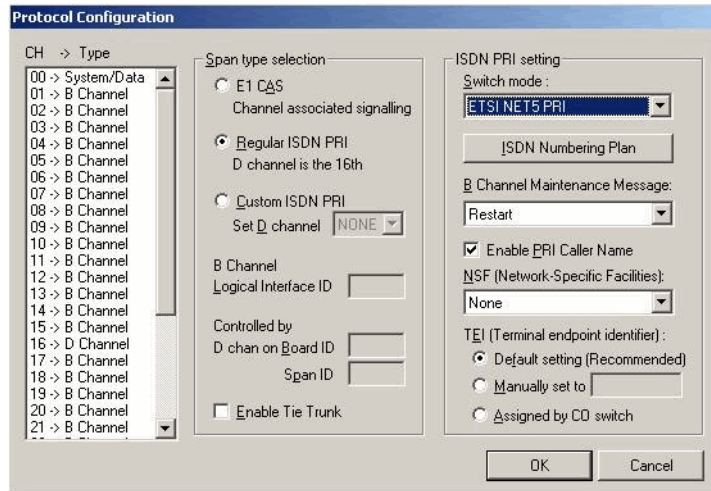 Protocol Configuration
CH -> Type
00 -> System/Data
01 -> B Channel
02 -> B Channel
03 -> B Channel
04 -> B Channel
05 -> B Channel
06 -> B Channel
07 -> B Channel
08 -> B Channel
09 -> B Channel
10 -> B Channel
11 -> B Channel
12 -> B Channel
13 -> B Channel
14 -> B Channel
15 -> B Channel
16 -> D Channel
17 -> B Channel
18 -> B Channel
19 -> B Channel
20 -> B Channel
21 -> B Channel
Span type selection
E1 CAS
Channel associated signalling
Regular ISDN PRI
D channel is the 16th
Custom ISDN PRI
Set D channel NONE
B Channel
Logical Interface ID
Controlled by
D chan on Board ID
Span ID
Enable Tie Trunk
ISDN PRI setting
Switch mode :
ETSI NET5 PRI
ISDN Numbering Plan
B Channel Maintenance Message:
Restart
Enable PRI Caller Name
NSF (Network-Specific Facilities):
None
TEI (Terminal endpoint identifier) :
Default setting (Recommended)
Manually set to
Assigned by CO switch
OK
Cancel